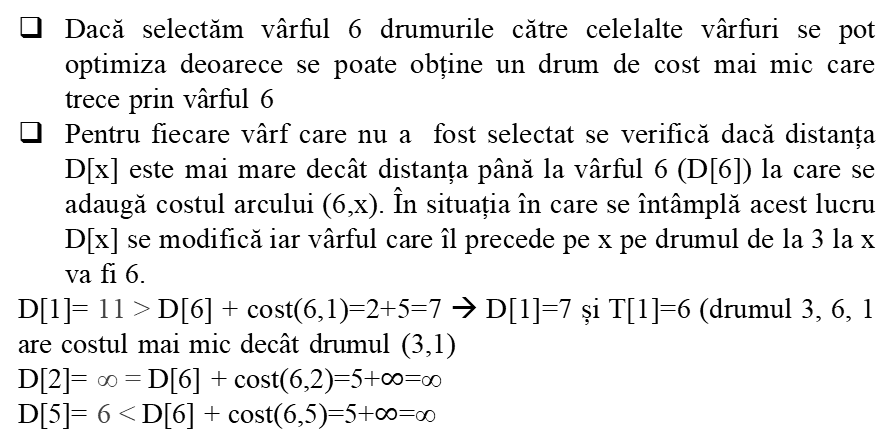 ❑ Dacă selectăm vârful 6 drumurile către celelalte vârfuri se pot
optimiza deoarece se poate obține un drum de cost mai mic care
trece prin vârful 6
❑ Pentru fiecare vârf care nu a fost selectat se verifică dacă distanța
D[x] este mai mare decât distanța până la vârful 6 (D[6]) la care se
adaugă costul arcului (6,x). În situația în care se întâmplă acest lucru
D[x] se modifică iar vârful care îl precede pe x pe drumul de la 3 la x
va fi 6.
D[1]= 11 > D[6] + cost(6,1)=2+5=7 → D[1]=7 și T[1]=6 (drumul 3, 6, 1
are costul mai mic decât drumul (3,1)
D[2]= ∞ = D[6] + cost(6,2)=5+∞=∞
D[5]= 6 < D[6] + cost(6,5)=5+∞=∞